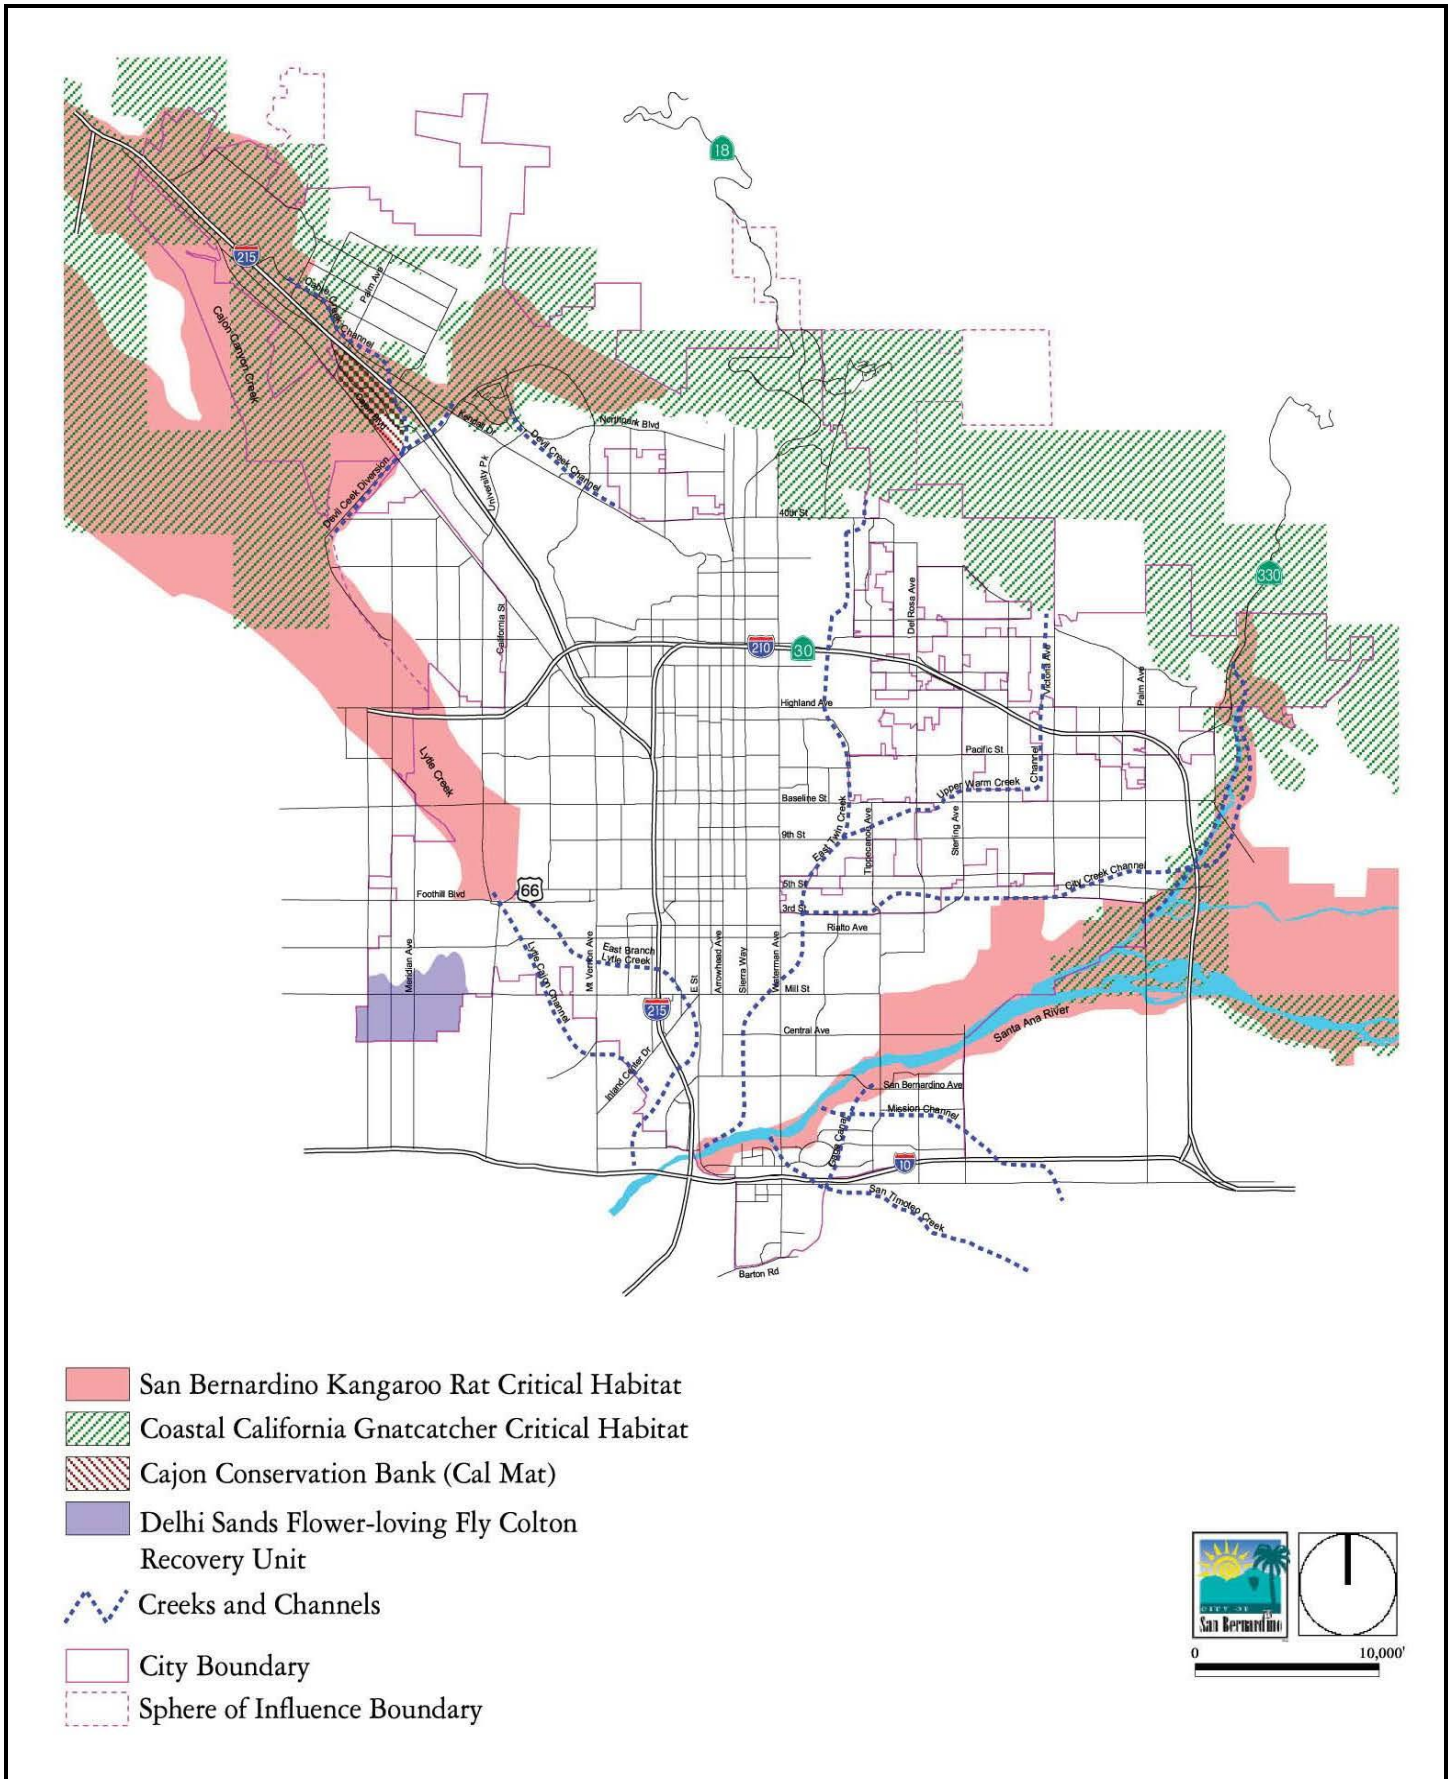 18
215
Palm Ave
Cable Creek Channel
Cajon Canyon Creek
Cajon Blvd
Kendall Dr
Northpark Blvd
Devil Creek Channel
University Pk
Devil Ceek Diversion
40th St
330
Del Rosa Ave
California St
210
30
Victoria Ave
Palm Ave
Highland Ave
Lytle Creek
Pacific St
Channel
Upper Warm Creek
Baseline St
East Twin Creek
Tippecanoe Ave
Sterling Ave
9th St
City Creek Channel
5th St
66
Foothill Blvd
3rd St
Rialto Ave
Meridian Ave
Lytle Cajon Channel
Mt Vernon Ave
East Branch
Lytle Creek
E St
Arrowhead Ave
Sierra Way
Waterman Ave
Mill St
215
Santa Ana River
Central Ave
Inland Center Dr
San Bernardino Ave
Mission Channel
10
San Timoteo Creek
Barton Rd
San Bernardino Kangaroo Rat Critical Habitat
Coastal California Gnatcatcher Critical Habitat
Cajon Conservation Bank (Cal Mat)
Delhi Sands Flower-loving Fly Colton
Recovery Unit
Creeks and Channels
City Boundary
Sphere of Influence Boundary
CITY OF
San Bernardino
0 10,000'